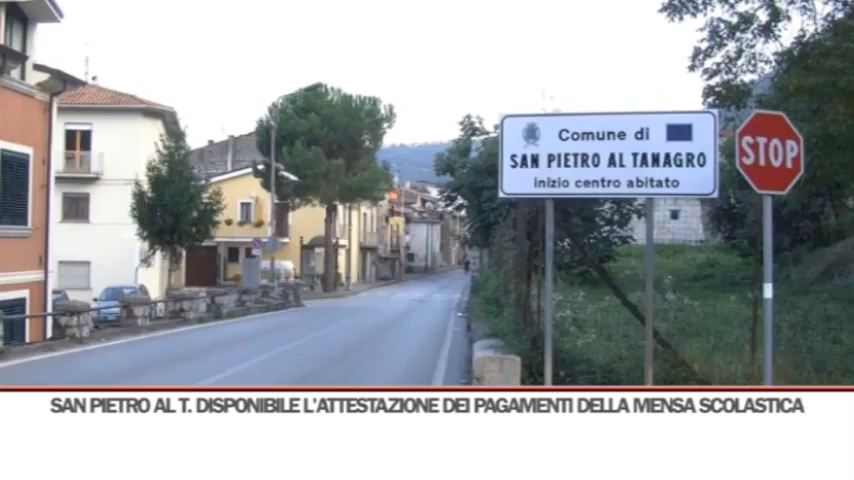 Comune di
SAN PIETRO AL TANAGRO
inizio centro abitato
STOP
SAN PIETRO AL T. DISPONIBILE L'ATTESTAZIONE DEI PAGAMENTI DELLA MENSA SCOLASTICA